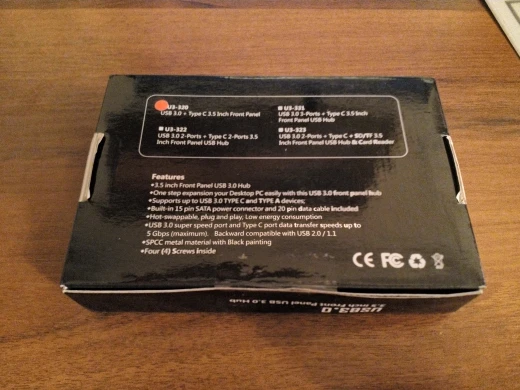 U3-320
USB 3.0 + Type C 3.5 Inch Front Panel
U3-321
USB 3.0 3-Ports + Type C 3.5 Inch
Front Panel USB Hub
U3-322
USB 3.0 2-Ports + Type C 2-Ports 3.5
Inch Front Panel USB Hub
U3-323
USB 3.0 2-Ports + Type C + SD/TF 3.5
Inch Front Panel USB Hub & Card Reader
Features
•3.5 inch Front Panel USB 3.0 Hub
•One step expansion your Desktop PC easily with this USB 3.0 front panel hub
•Supports up to USB 3.0 TYPE C and TYPE A devices;
•Built-in 15 pin SATA power connector and 20 pin data cable included
•Hot-swappable, plug and play; Low energy consumption
•USB 3.0 super speed port and Type C port data transfer speeds up to
5 Gbps (maximum). Backward compatible with USB 2.0 / 1.1
•SPCC metal material with Black painting
•Four (4) Screws Inside
CE FC
USB3.0
3.5 Inch Front Panel USB 3.0 Hub